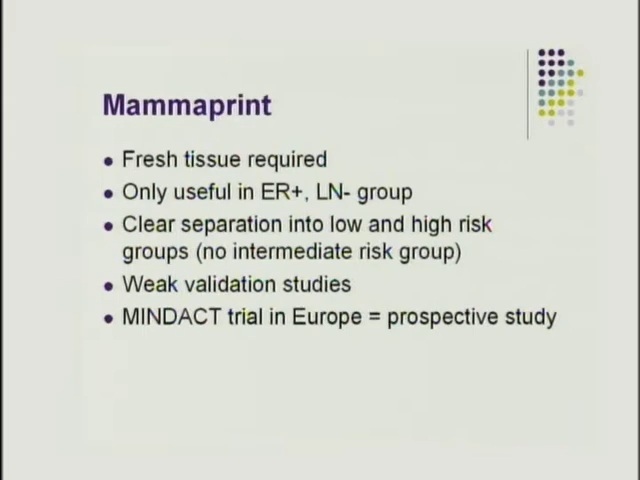 Mammaprint
Fresh tissue required
Only useful in ER+, LN- group
Clear separation into low and high risk
groups (no intermediate risk group)
Weak validation studies
MINDACT trial in Europe = prospective study